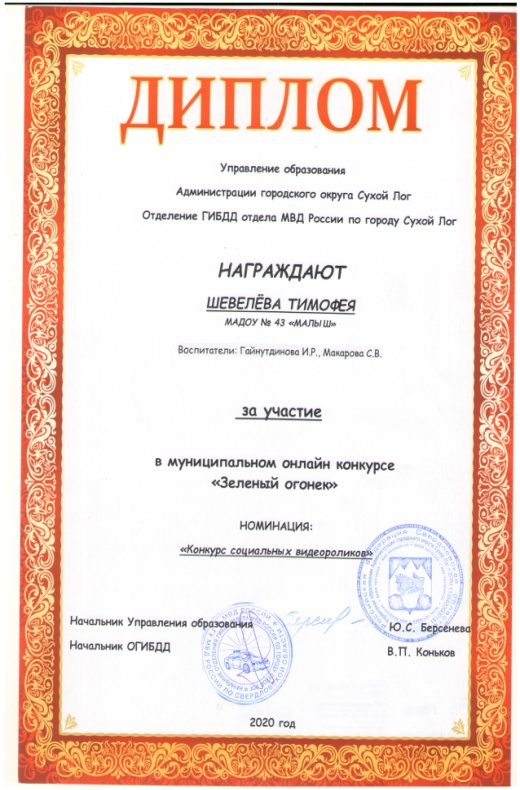 ДИПЛОМ
Управление образования
Администрации городского округа Сухой Лог
Отделение ГИБДД отдела МВД России по городу Сухой Лог
НАГРАЖДАЮТ
ШЕВЕЛЁВА ТИМОФЕЯ
МАДОУ № 43 «МАЛЫШ»
Воспитатели: Гайнутдинова И.Р., Макарова С.В.
за участие
в муниципальном онлайн конкурсе
«Зеленый огонек»
НОМИНАЦИЯ:
«Конкурс социальных видеороликов»
Начальник Управления образования Ю.С. Берсенева
Начальник ОГИБДД В.П. Коньков
2020 год